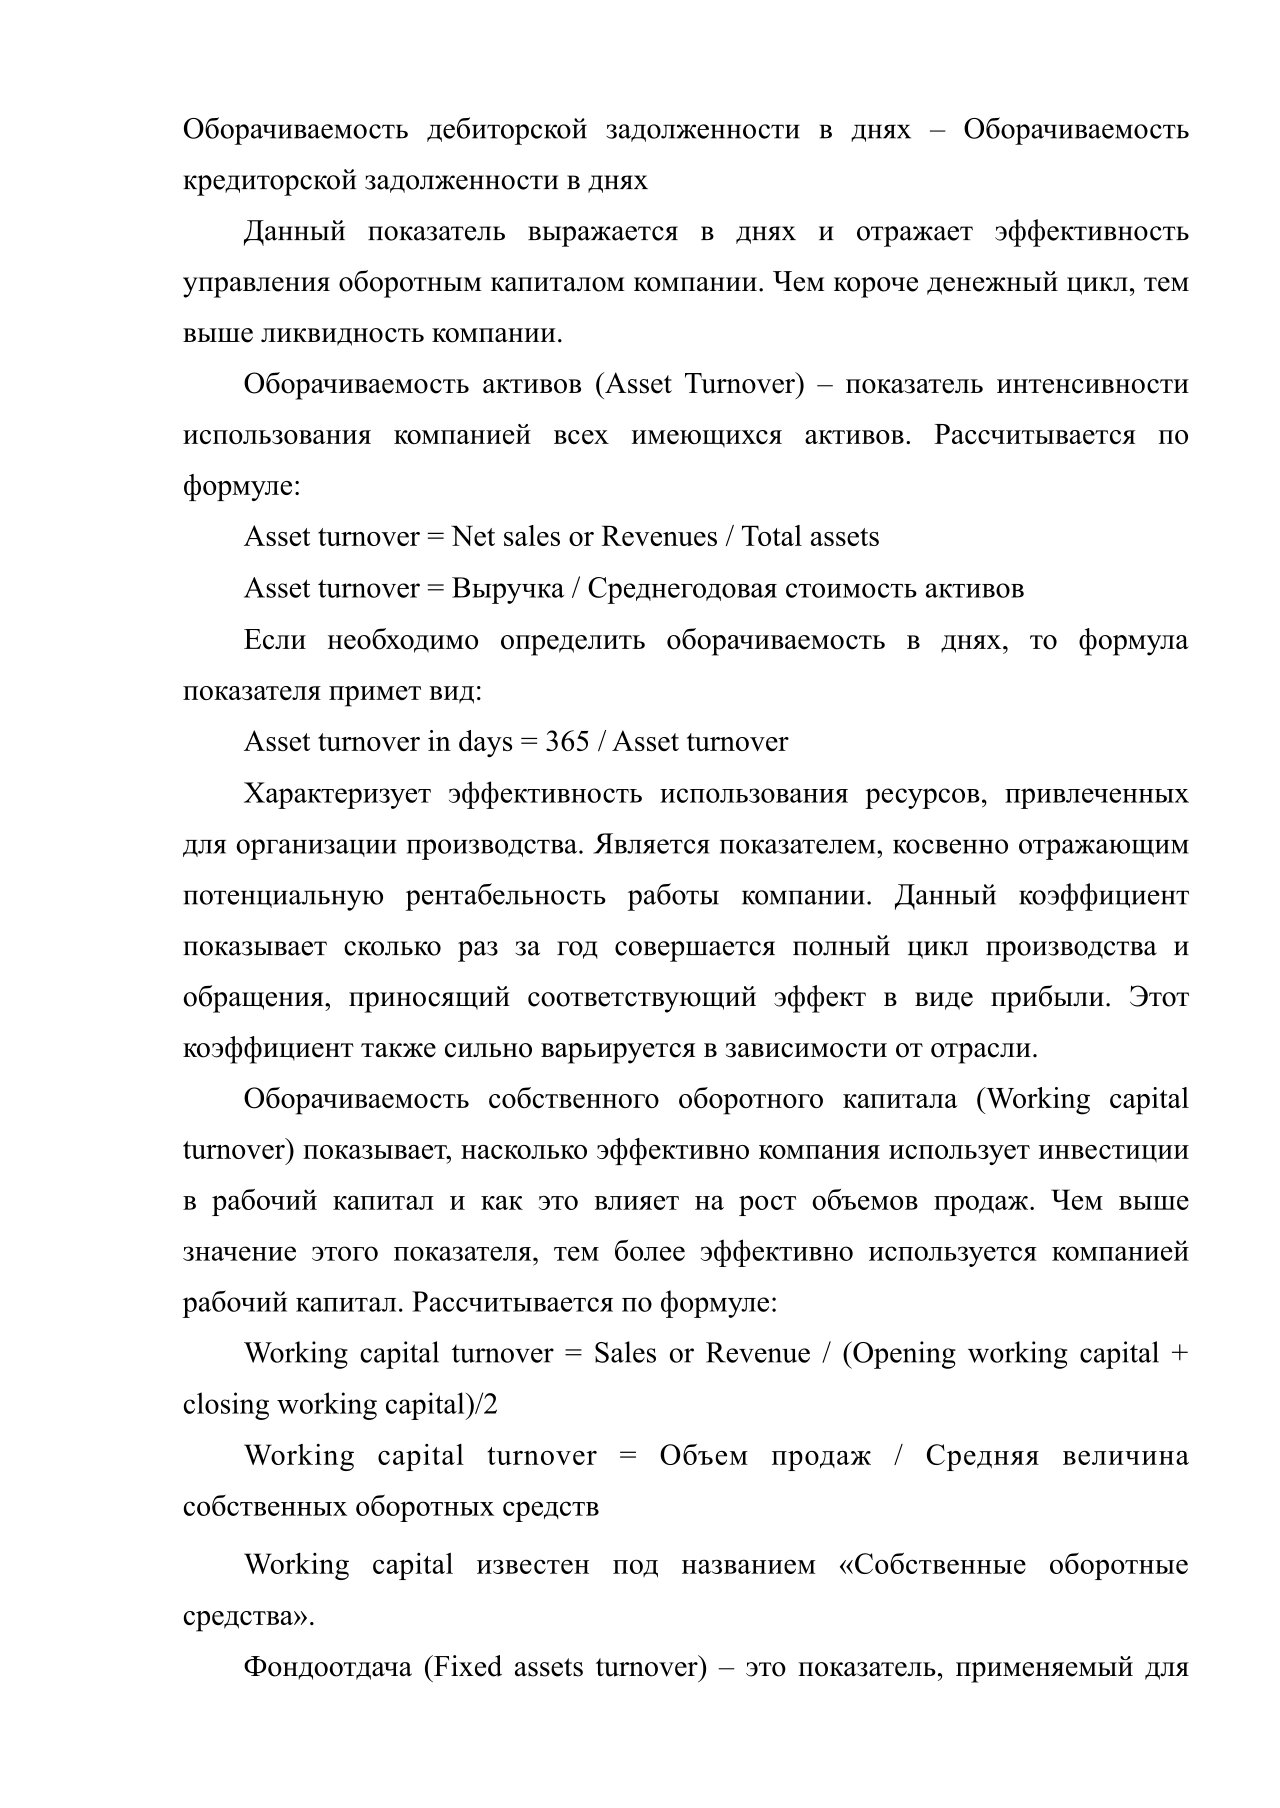 Оборачиваемость дебиторской задолженности в днях – Оборачиваемость
кредиторской задолженности в днях
Данный показатель выражается в днях и отражает эффективность
управления оборотным капиталом компании. Чем короче денежный цикл, тем
выше ликвидность компании.
Оборачиваемость активов (Asset Turnover) – показатель интенсивности
использования компанией всех имеющихся активов. Рассчитывается по
формуле:
Asset turnover = Net sales or Revenues / Total assets
Asset turnover = Выручка / Среднегодовая стоимость активов
Если необходимо определить оборачиваемость в днях, то формула
показателя примет вид:
Asset turnover in days = 365 / Asset turnover
Характеризует эффективность использования ресурсов, привлеченных
для организации производства. Является показателем, косвенно отражающим
потенциальную рентабельность работы компании. Данный коэффициент
показывает сколько раз за год совершается полный цикл производства и
обращения, приносящий соответствующий эффект в виде прибыли. Этот
коэффициент также сильно варьируется в зависимости от отрасли.
Оборачиваемость собственного оборотного капитала (Working capital
turnover) показывает, насколько эффективно компания использует инвестиции
в рабочий капитал и как это влияет на рост объемов продаж. Чем выше
значение этого показателя, тем более эффективно используется компанией
рабочий капитал. Рассчитывается по формуле:
Working capital turnover = Sales or Revenue / (Opening working capital +
closing working capital)/2
Working capital turnover = Объем продаж / Средняя величина
собственных оборотных средств
Working capital известен под названием «Собственные оборотные
средства».
Фондоотдача (Fixed assets turnover) – это показатель, применяемый для